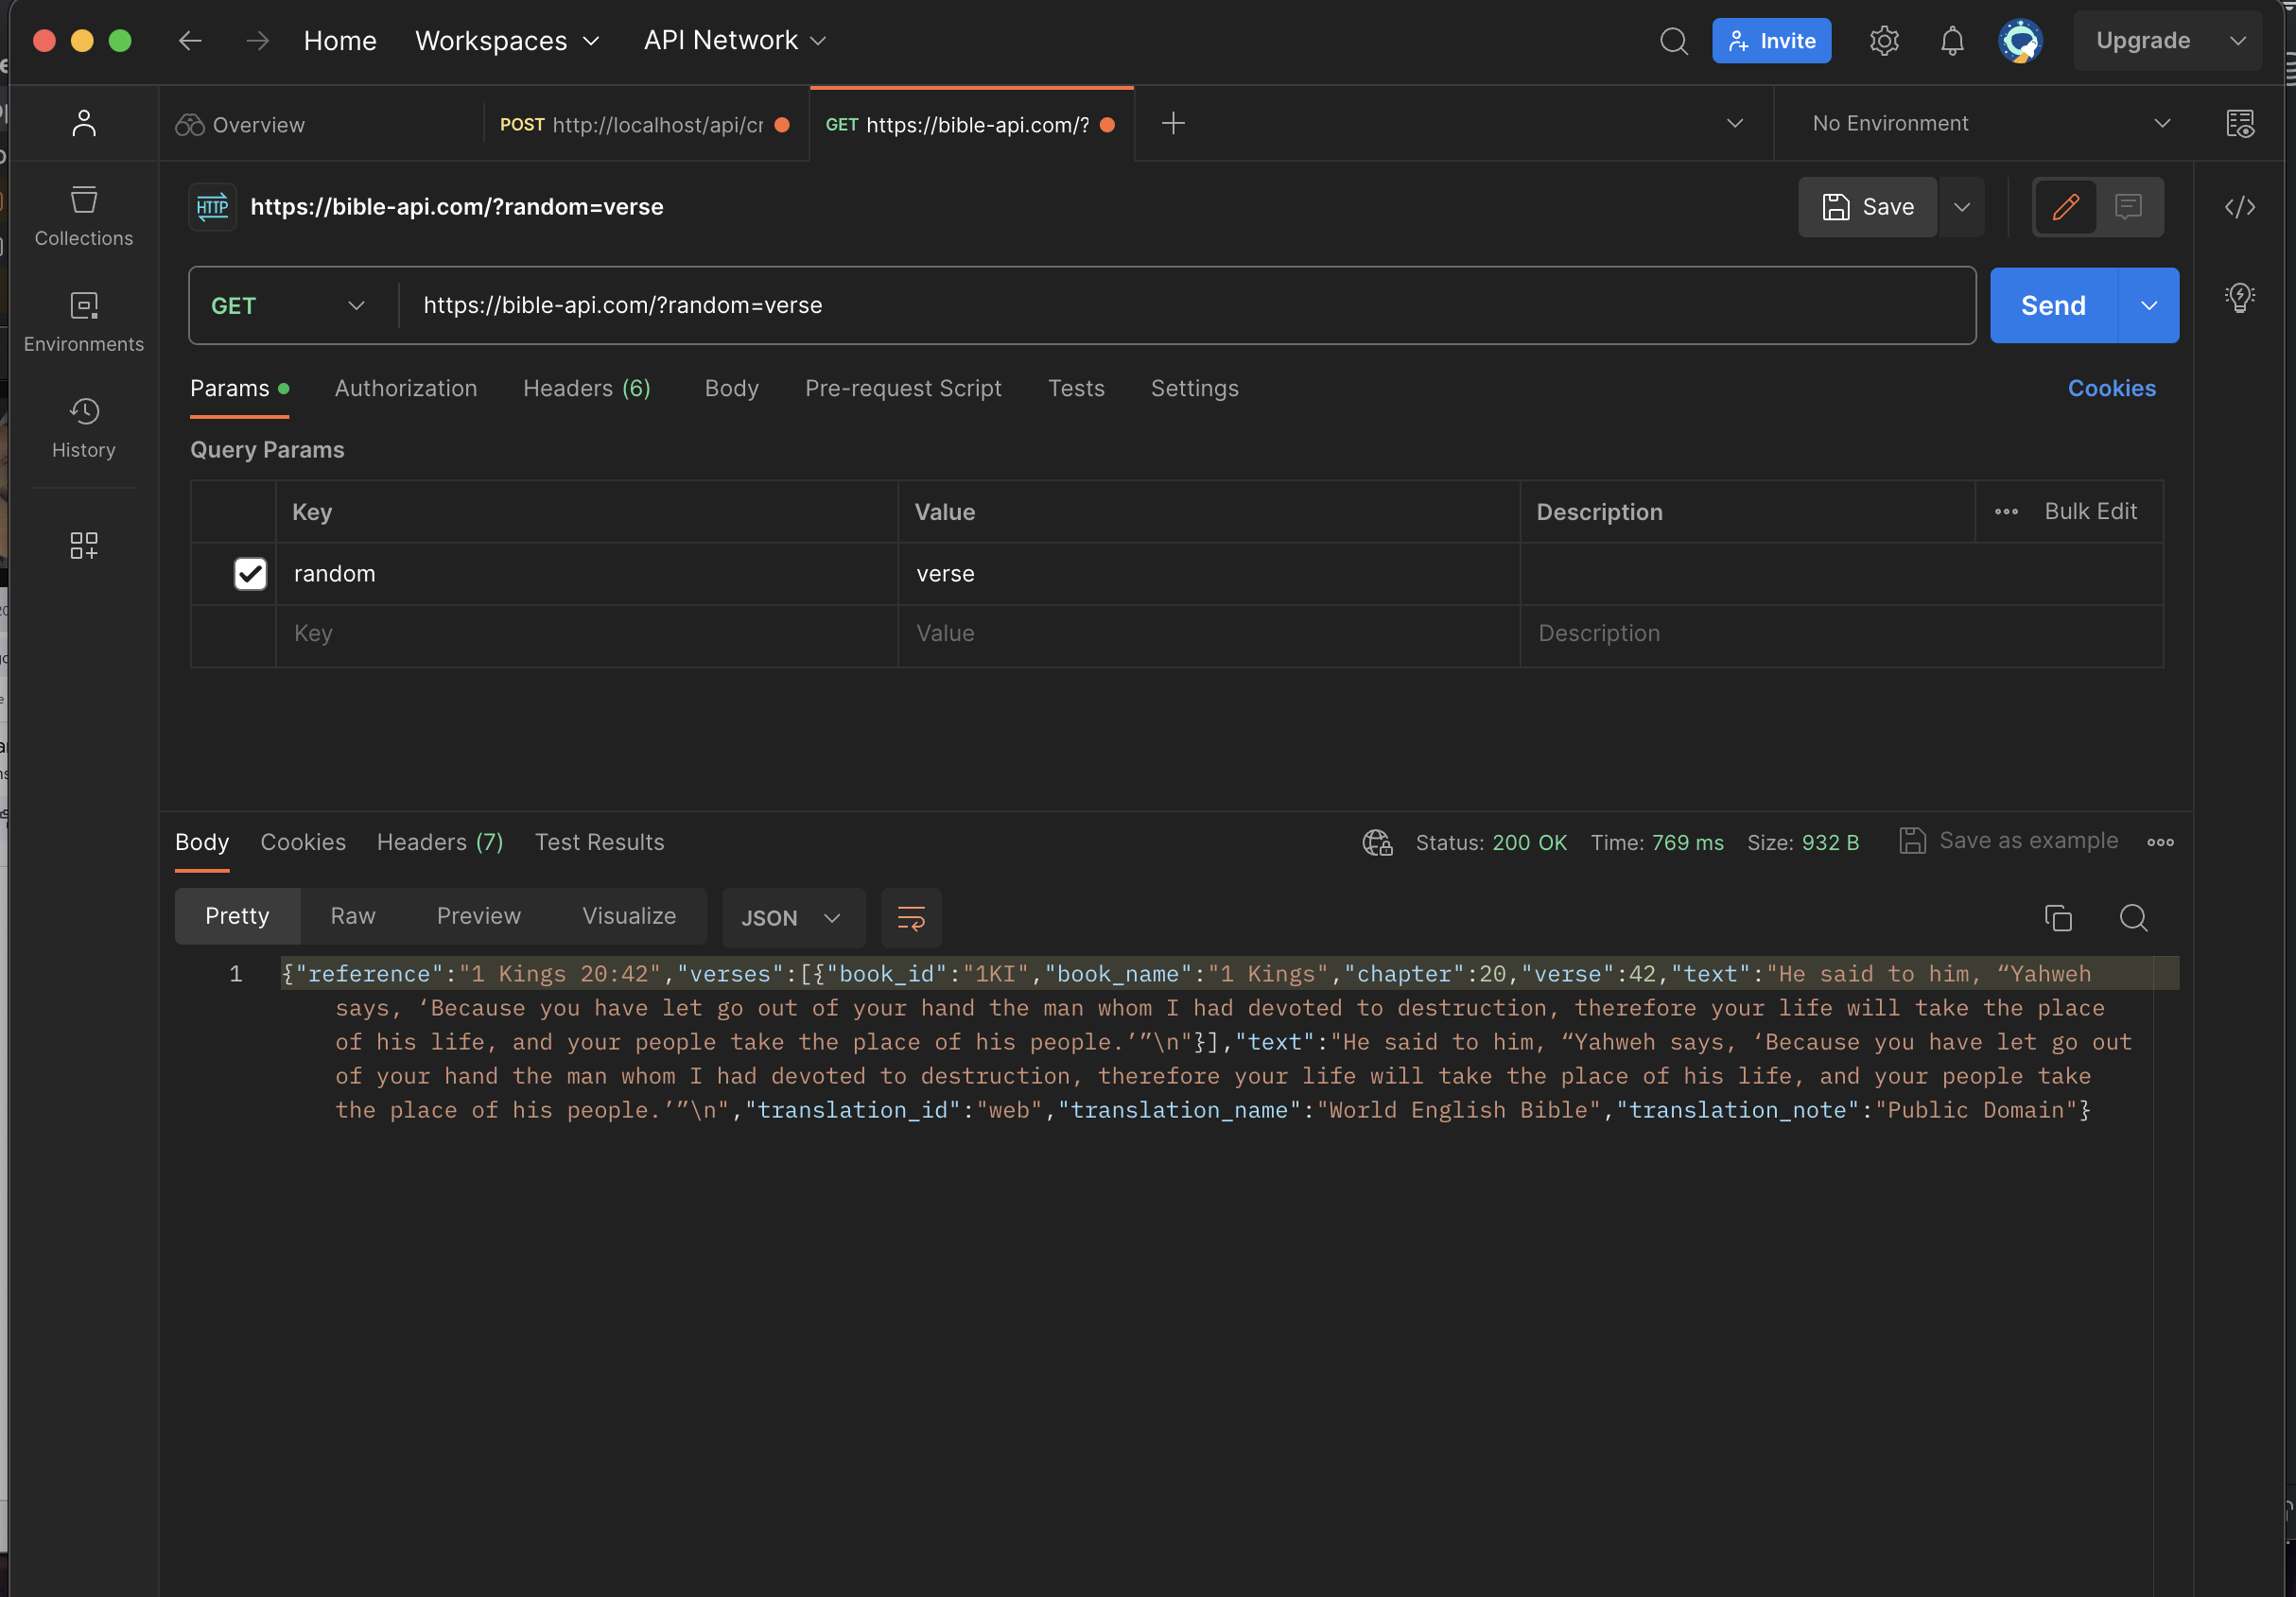 Home Workspaces API Network Invite Upgrade
Overview POST http://localhost/api/cr GET https://bible-api.com/? No Environment
HTTP https://bible-api.com/?random=verse Save
Collections
GET https://bible-api.com/?random=verse Send
Environments
Params Authorization Headers (6) Body Pre-request Script Tests Settings Cookies
History
Query Params
Key Value Description Bulk Edit
random verse
Key Value Description
Body Cookies Headers (7) Test Results Status: 200 OK Time: 769 ms Size: 932 B Save as example
Pretty Raw Preview Visualize JSON
1 {"reference":"1 Kings 20:42","verses":[{"book_id":"1KI","book_name":"1 Kings","chapter":20,"verse":42,"text":"He said to him, “Yahweh
says, ‘Because you have let go out of your hand the man whom I had devoted to destruction, therefore your life will take the place
of his life, and your people take the place of his people.’”\n"}],"text":"He said to him, “Yahweh says, ‘Because you have let go out
of your hand the man whom I had devoted to destruction, therefore your life will take the place of his life, and your people take
the place of his people.’”\n","translation_id":"web","translation_name":"World English Bible","translation_note":"Public Domain"}